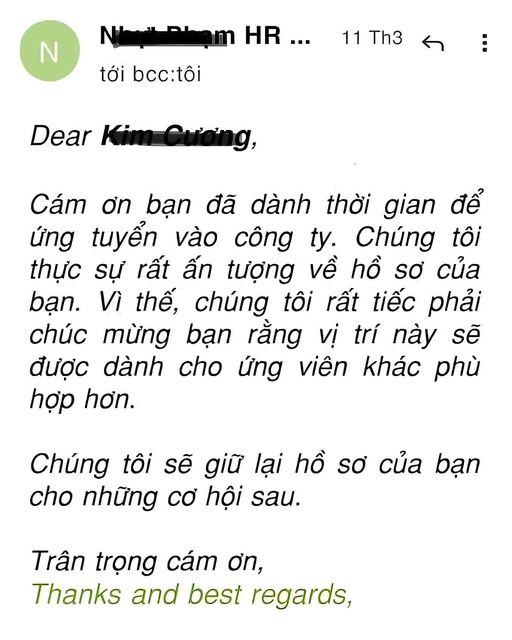 N
HR ...
11 Th3
tới bcc:tôi
Dear Kim Cương,
Cám ơn bạn đã dành thời gian để
ứng tuyển vào công ty. Chúng tôi
thực sự rất ấn tượng về hồ sơ của
bạn. Vì thế, chúng tôi rất tiếc phải
chúc mừng bạn rằng vị trí này sẽ
được dành cho ứng viên khác phù
hợp hơn.
Chúng tôi sẽ giữ lại hồ sơ của bạn
cho những cơ hội sau.
Trân trọng cám ơn,
Thanks and best regards,